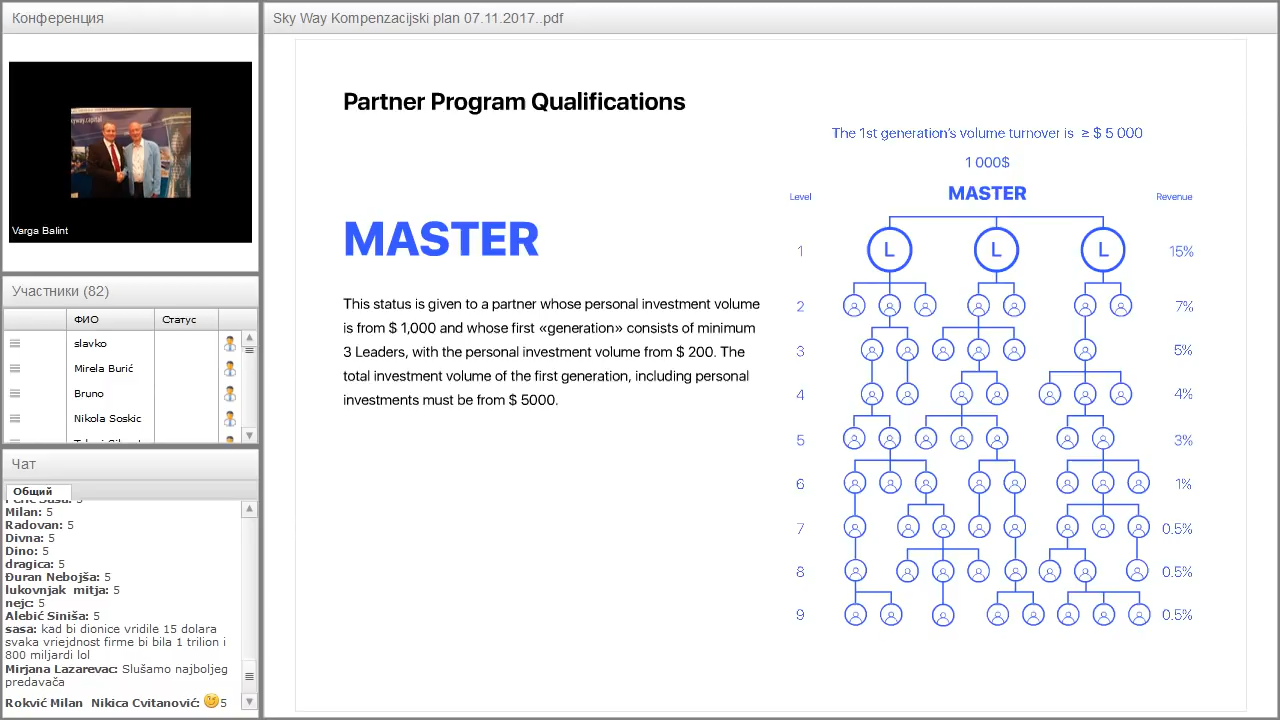 Конференция
Varga Balint
Участники (82)
ФИО
Статус
slavko
Mirela Burić
Bruno
Nikola Soskic
Чат
Общий
Milan: 5
Radovan: 5
Divna: 5
Dino: 5
dragica: 5
Đuran Nebojša: 5
lukovnjak mitja: 5
nejc: 5
Alebić Siniša: 5
sasa: kad bi dionice vridile 15 dolara
svaka vriejdnost firme bi bila 1 trilion i
800 miljardi lol
Mirjana Lazarevac: Slušamo najboljeg
predavača
Rokvić Milan Nikica Cvitanović: 5
Sky Way Kompenzacijski plan 07.11.2017..pdf
Partner Program Qualifications
MASTER
This status is given to a partner whose personal investment volume
is from $ 1,000 and whose first «generation» consists of minimum
3 Leaders, with the personal investment volume from $ 200. The
total investment volume of the first generation, including personal
investments must be from $ 5000.
The 1st generation's volume turnover is ≥ $ 5 000
1 000$
Level MASTER Revenue
1 L L L 15%
2 7%
3 5%
4 4%
5 3%
6 1%
7 0.5%
8 0.5%
9 0.5%